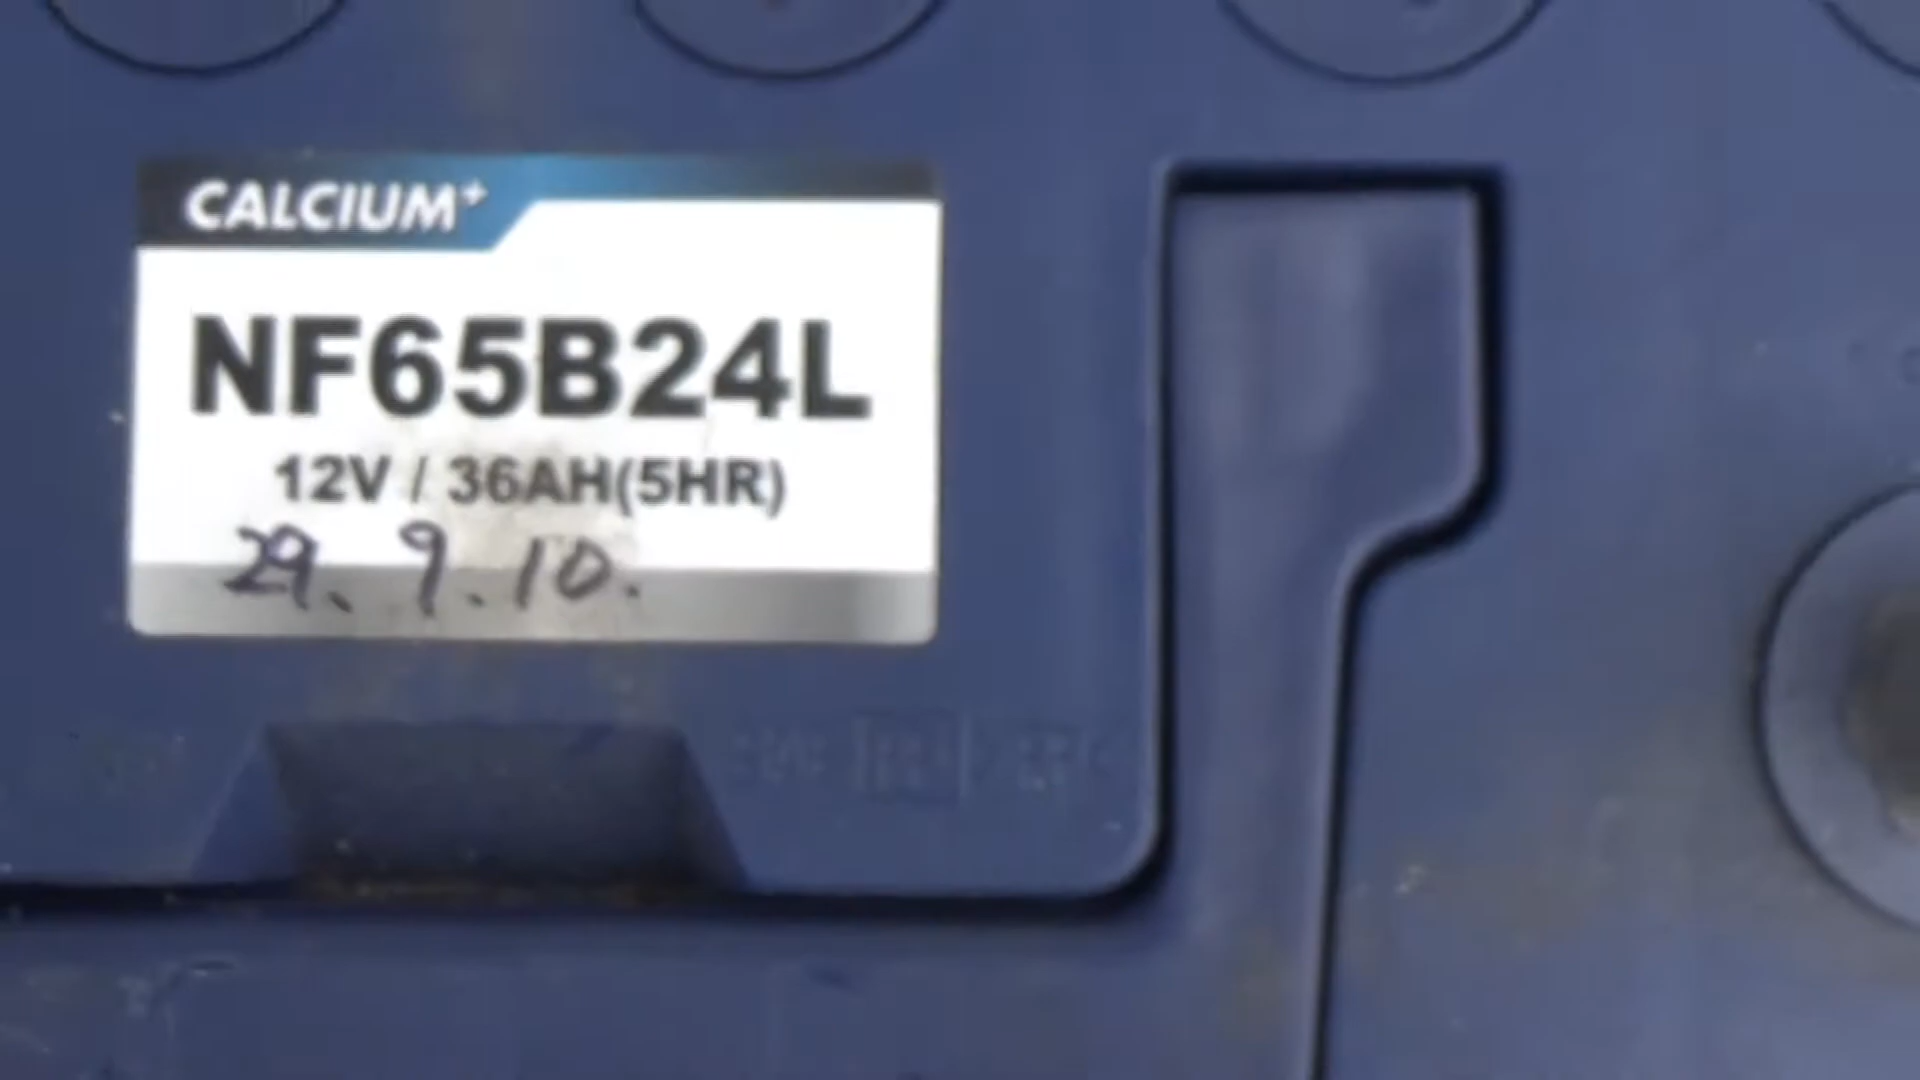 CALCIUM+
NF65B24L
12V / 36AH(5HR)
29. 9. 10.